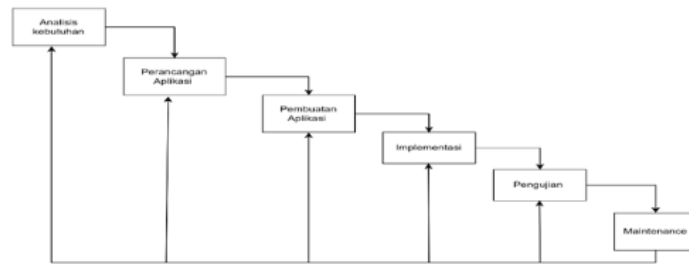 Analisis
kebutuhan
Perancangan
Aplikasi
Pembuatan
Aplikasi
Implementasi
Pengujian
Maintenance